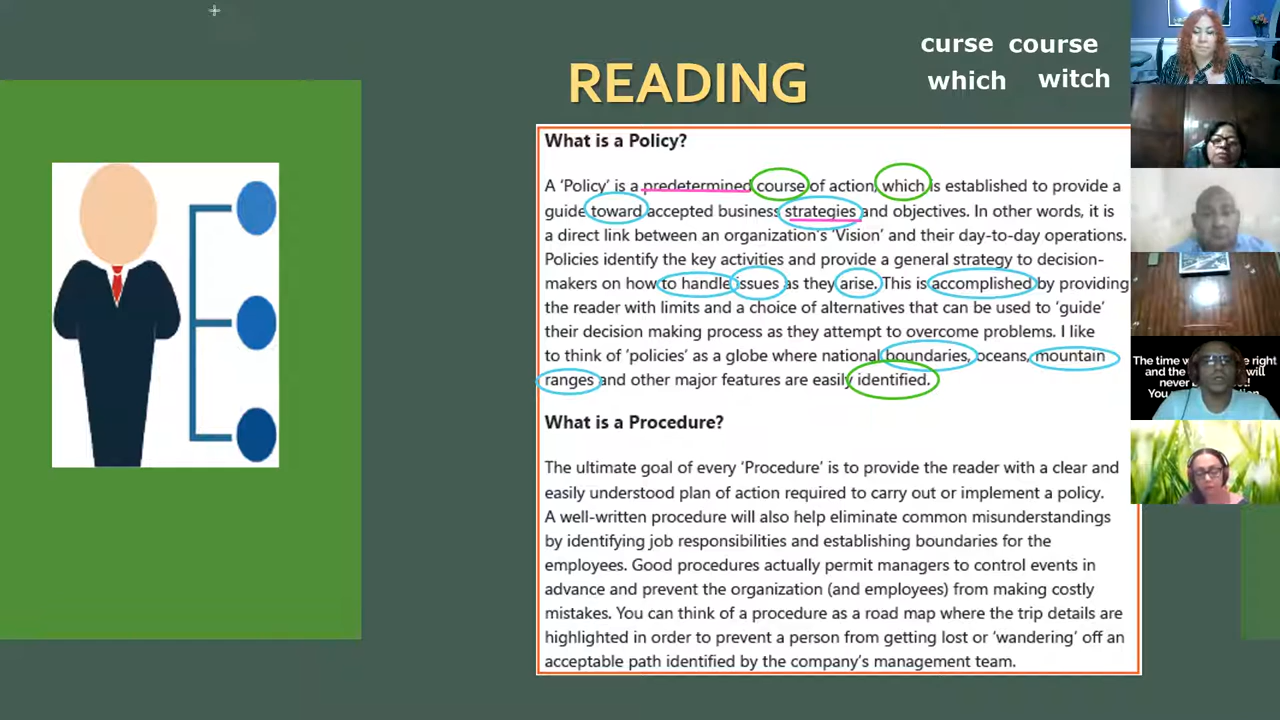 curse course
which witch
READING
What is a Policy?
A ‘Policy’ is a predetermined course of action, which is established to provide a
guide toward accepted business strategies and objectives. In other words, it is
a direct link between an organization’s ‘Vision’ and their day-to-day operations.
Policies identify the key activities and provide a general strategy to decision-
makers on how to handle issues as they arise. This is accomplished by providing
the reader with limits and a choice of alternatives that can be used to ‘guide’
their decision making process as they attempt to overcome problems. I like
to think of ‘policies’ as a globe where national boundaries, oceans, mountain
ranges and other major features are easily identified.
What is a Procedure?
The ultimate goal of every ‘Procedure’ is to provide the reader with a clear and
easily understood plan of action required to carry out or implement a policy.
A well-written procedure will also help eliminate common misunderstandings
by identifying job responsibilities and establishing boundaries for the
employees. Good procedures actually permit managers to control events in
advance and prevent the organization (and employees) from making costly
mistakes. You can think of a procedure as a road map where the trip details are
highlighted in order to prevent a person from getting lost or ‘wandering’ off an
acceptable path identified by the company’s management team.
The time right
and the will
never
You